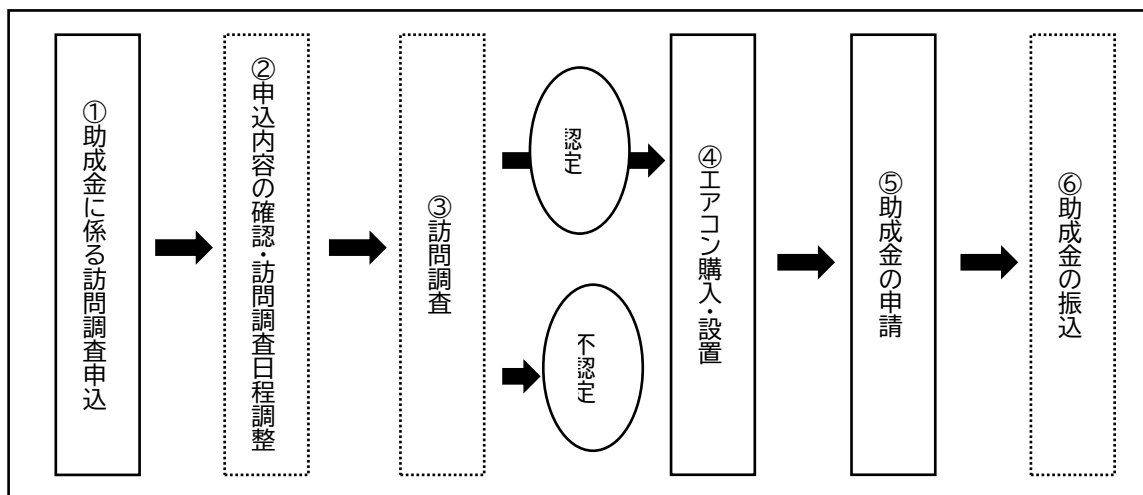 ①助成金に係る訪問調査申込
②申込内容の確認・訪問調査日程調整
③訪問調査
認定
不認定
④エアコン購入・設置
⑤助成金の申請
⑥助成金の振込